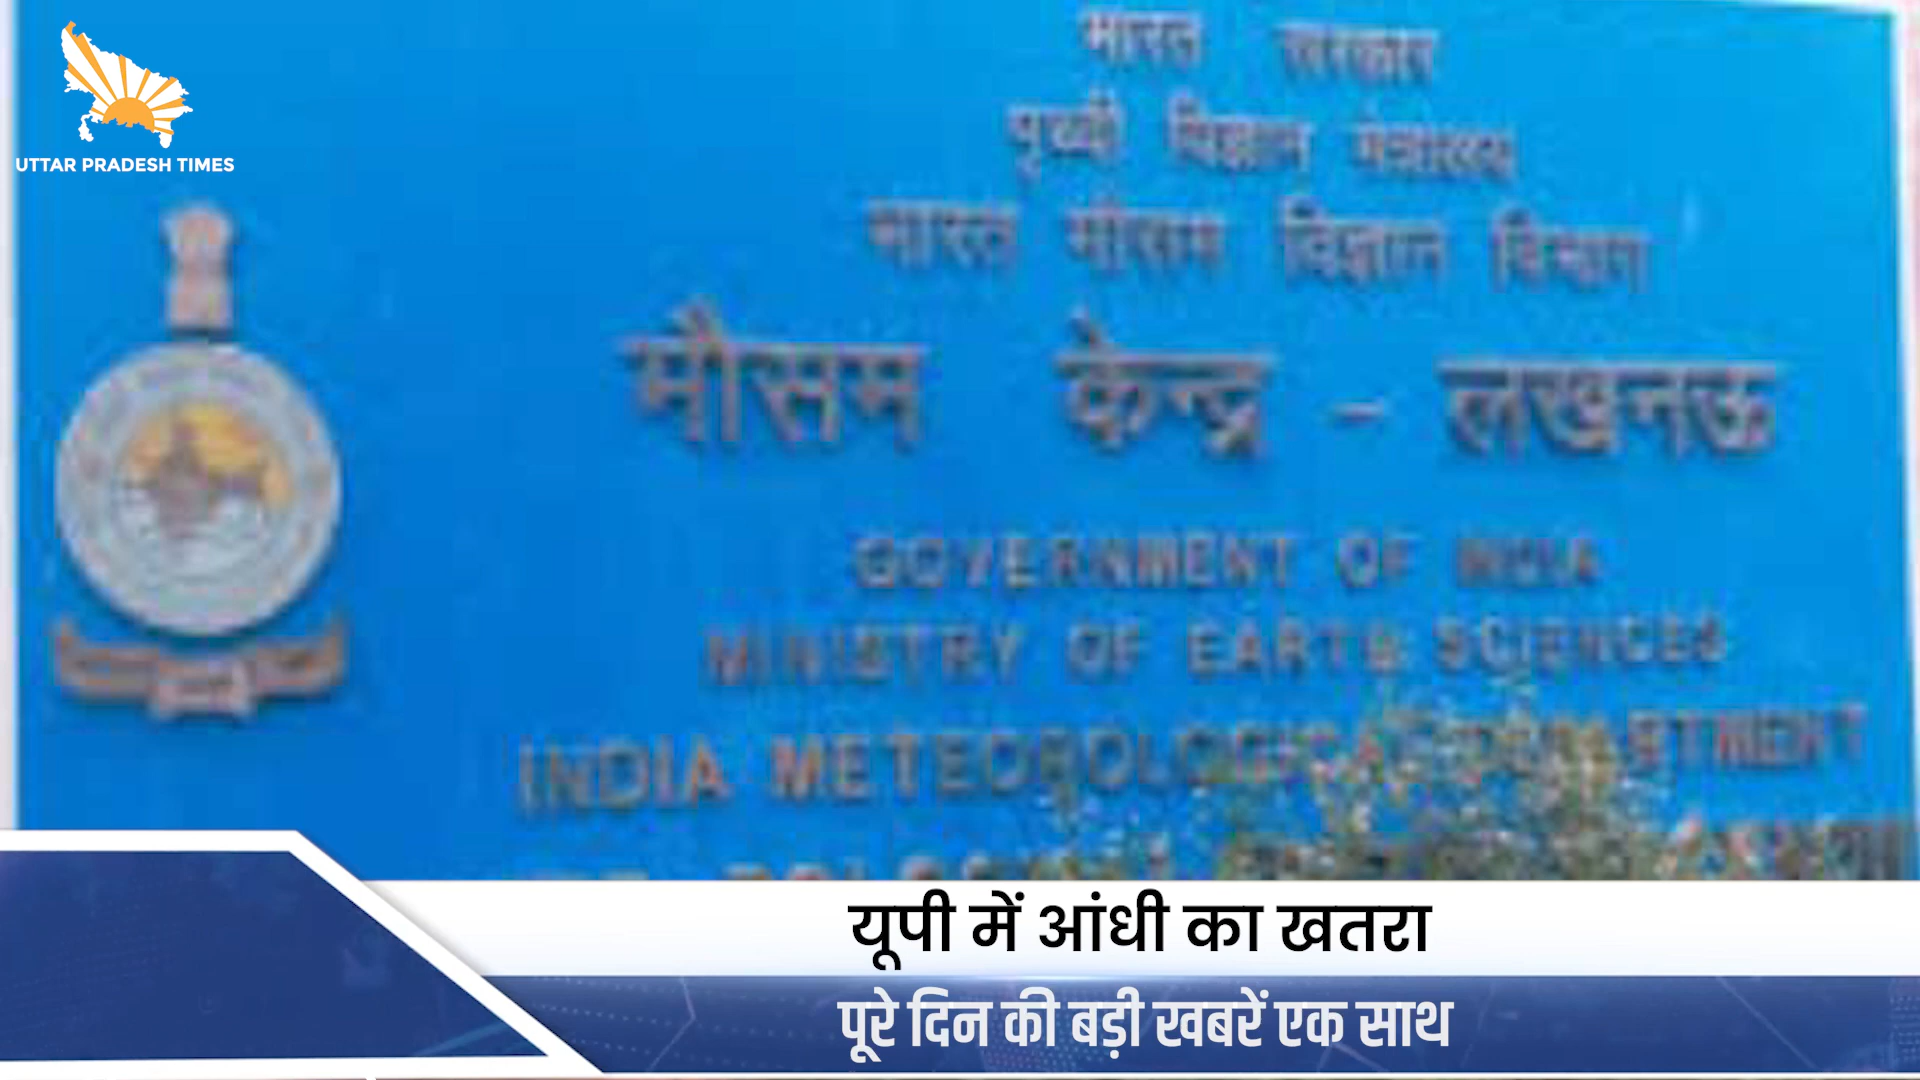 UTTAR PRADESH TIMES
भारत सरकार
पृथ्वी विज्ञान मंत्रालय
भारत मौसम विज्ञान विभाग
मौसम केन्द्र - लखनऊ
GOVERNMENT OF INDIA
MINISTRY OF EARTH SCIENCES
INDIA METEOROLOGICAL DEPARTMENT
यूपी में आंधी का खतरा
पूरे दिन की बड़ी खबरें एक साथ